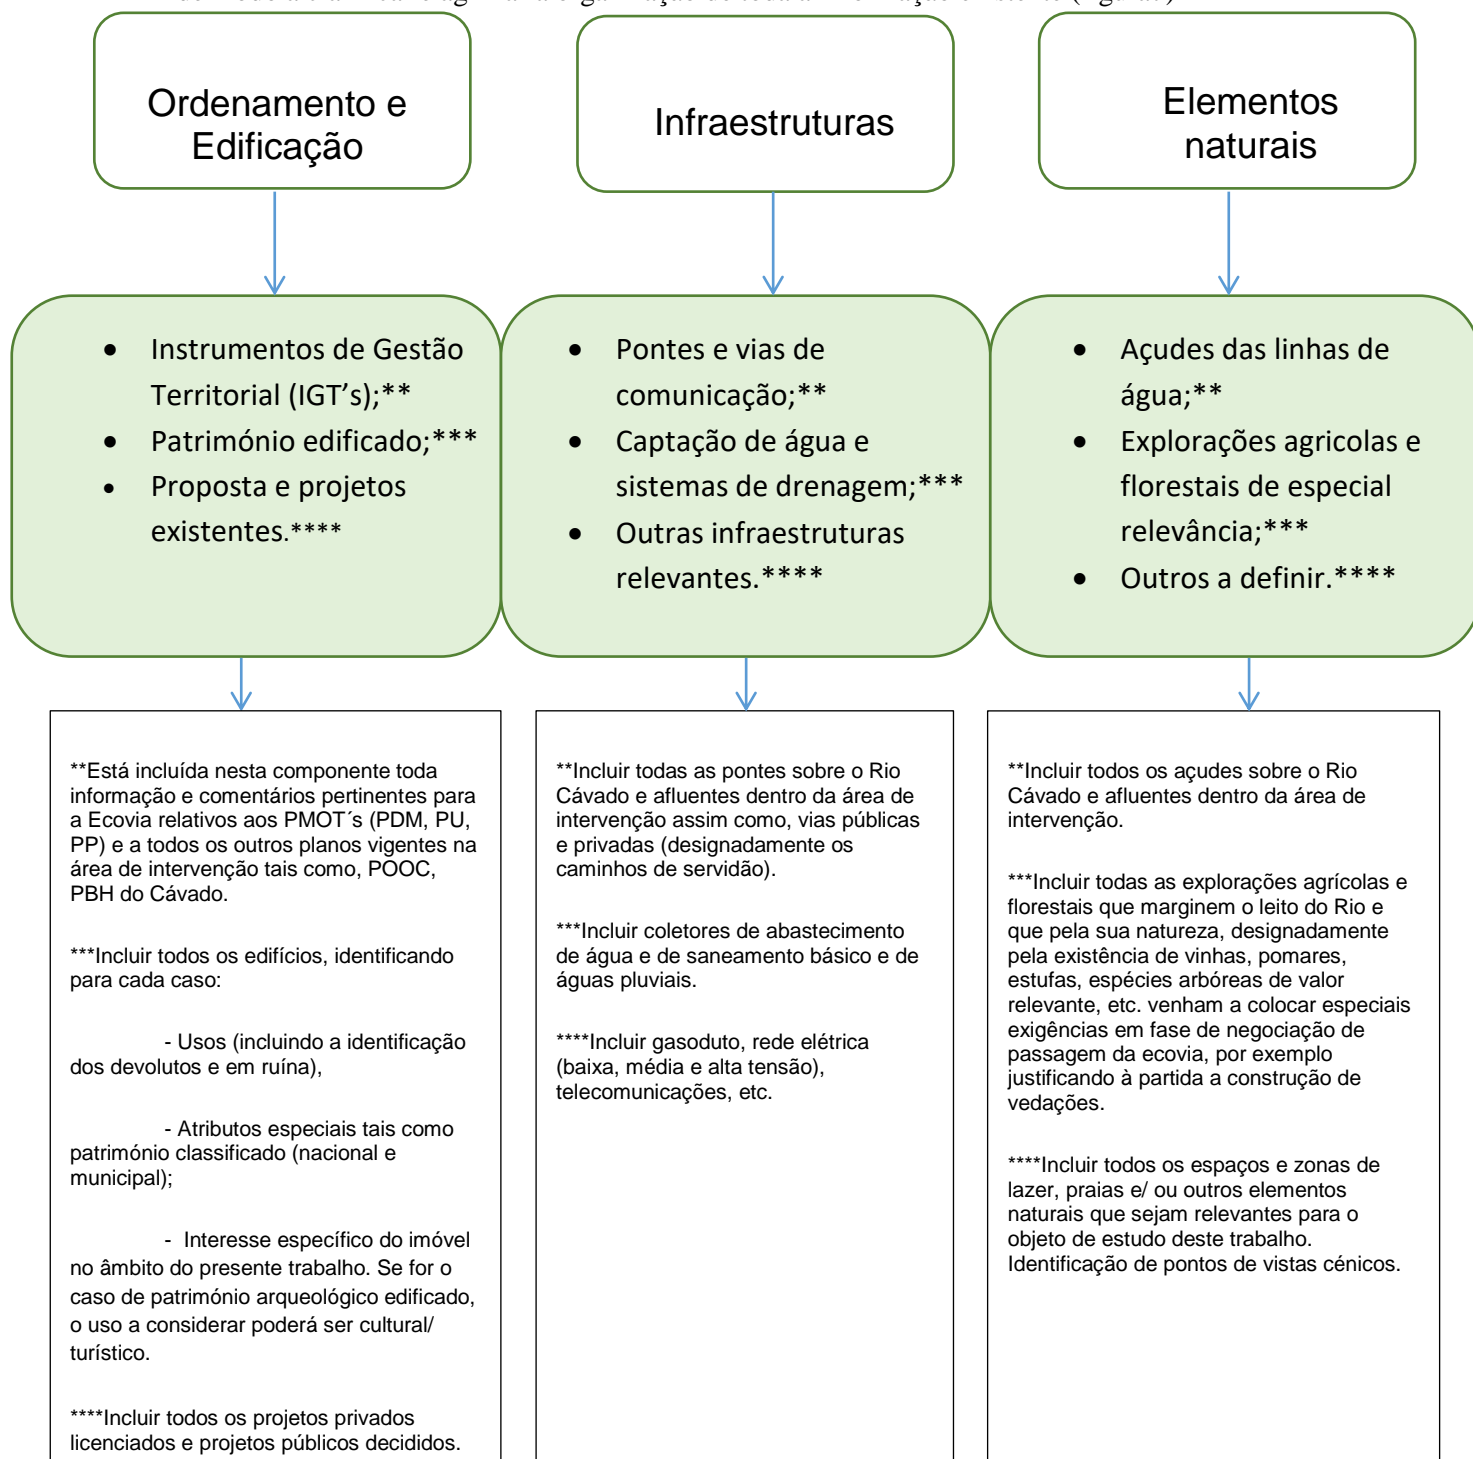 Ordenamento e
Edificação
Infraestruturas
Elementos
naturais
• Instrumentos de Gestão
Territorial (IGT’s);**
• Património edificado;***
• Proposta e projetos
existentes.****
• Pontes e vias de
comunicação;**
• Captação de água e
sistemas de drenagem;***
• Outras infraestruturas
relevantes.****
• Açudes das linhas de
água;**
• Explorações agricolas e
florestais de especial
relevância;***
• Outros a definir.****
**Está incluída nesta componente toda
informação e comentários pertinentes para
a Ecovia relativos aos PMOT´s (PDM, PU,
PP) e a todos os outros planos vigentes na
área de intervenção tais como, POOC,
PBH do Cávado.
***Incluir todos os edifícios, identificando
para cada caso:
- Usos (incluindo a identificação
dos devolutos e em ruína),
- Atributos especiais tais como
património classificado (nacional e
municipal);
- Interesse específico do imóvel
no âmbito do presente trabalho. Se for o
caso de património arqueológico edificado,
o uso a considerar poderá ser cultural/
turístico.
****Incluir todos os projetos privados
licenciados e projetos públicos decididos.
**Incluir todas as pontes sobre o Rio
Cávado e afluentes dentro da área de
intervenção assim como, vias públicas
e privadas (designadamente os
caminhos de servidão).
***Incluir coletores de abastecimento
de água e de saneamento básico e de
águas pluviais.
****Incluir gasoduto, rede elétrica
(baixa, média e alta tensão),
telecomunicações, etc.
**Incluir todos os açudes sobre o Rio
Cávado e afluentes dentro da área de
intervenção.
***Incluir todas as explorações agrícolas e
florestais que marginem o leito do Rio e
que pela sua natureza, designadamente
pela existência de vinhas, pomares,
estufas, espécies arbóreas de valor
relevante, etc. venham a colocar especiais
exigências em fase de negociação de
passagem da ecovia, por exemplo
justificando à partida a construção de
vedações.
****Incluir todos os espaços e zonas de
lazer, praias e/ ou outros elementos
naturais que sejam relevantes para o
objeto de estudo deste trabalho.
Identificação de pontos de vistas cénicos.